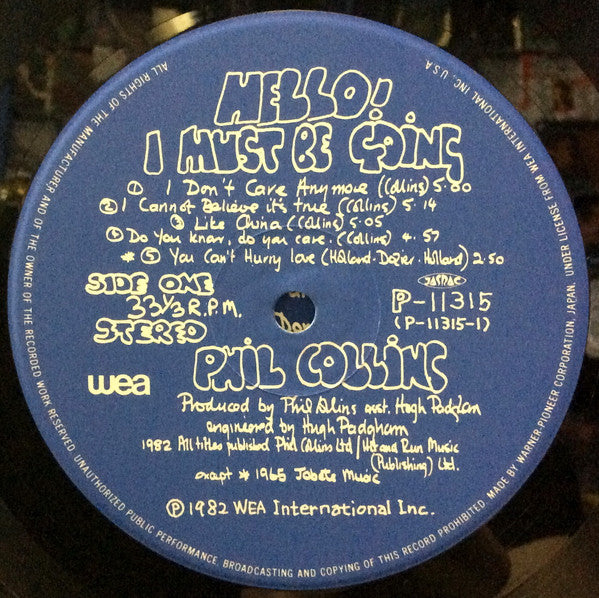 HELLO!
I MUST BE GOING
① I Don't Care Anymore (Collins) 5.00
② I Cannot Believe it's true (Collins) 5.14
③ Like China (Collins) 5.05
④ Do You know, do you care. (Collins) 4.57
* ⑤ You Can't Hurry love (Holland-Dozier-Holland) 2.50
SIDE ONE
33⅓ R.P.M.
STEREO
JASRAC
P-11315
(P-11315-1)
PHIL COLLINS
wea
Produced by Phil Collins asst. Hugh Padgham
engineered by Hugh Padgham
1982 All titles published Phil Collins Ltd / Hit and Run Music
(Publishing) Ltd.
except * 1965 Jobete Music
Ⓟ 1982 WEA International Inc.
ALL RIGHTS OF THE MANUFACTURER AND OF THE OWNER OF THE RECORDED WORK RESERVED. UNAUTHORIZED PUBLIC PERFORMANCE, BROADCASTING AND COPYING OF THIS RECORD PROHIBITED. MADE BY WARNER-PIONEER CORPORATION, JAPAN. UNDER LICENSE FROM WEA INTERNATIONAL INC., U.S.A.